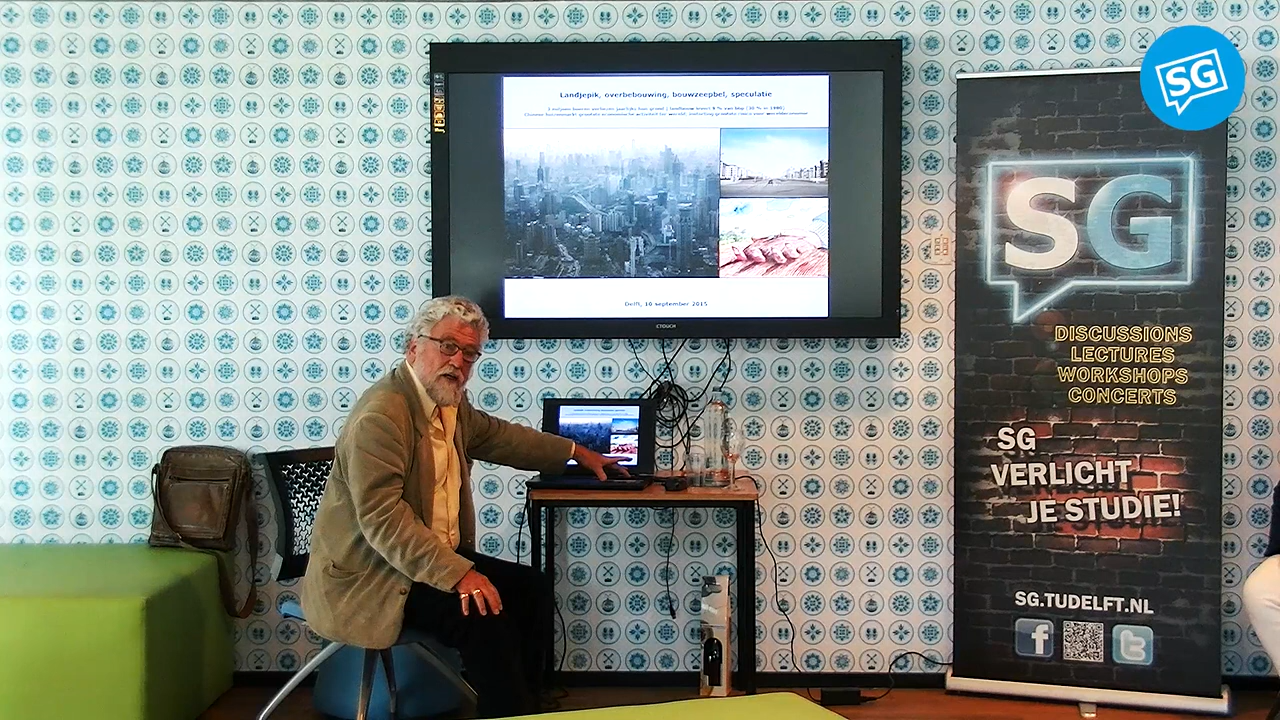 Landjepik, overbebouwing, bouwzeepbel, speculatie
Delft, 10 september 2015
CTOUCH
SG
SG
DISCUSSIONS
LECTURES
WORKSHOPS
CONCERTS
SG
VERLICHT
JE STUDIE!
SG.TUDELFT.NL